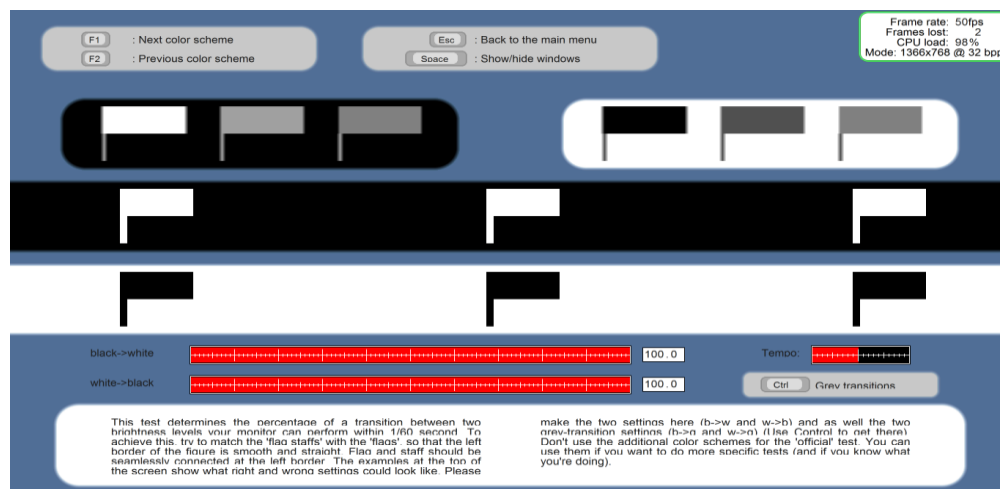 F1 : Next color scheme
F2 : Previous color scheme
Esc : Back to the main menu
Space : Show/hide windows
Frame rate: 50fps
Frames lost: 2
CPU load: 98%
Mode: 1366x768 @ 32 bpp
black->white 100.0
white->black 100.0
Tempo:
Ctrl Grey transitions
This test determines the percentage of a transition between two
brightness levels your monitor can perform within 1/60 second. To
achieve this, try to match the 'flag staffs' with the 'flags', so that the left
border of the figure is smooth and straight. Flag and staff should be
seamlessly connected at the left border. The examples at the top of
the screen show what right and wrong settings could look like. Please
make the two settings here (b->w and w->b) and as well the two
grey-transition settings (b->g and w->g) (Use Control to get there).
Don't use the additional color schemes for the 'official' test. You can
use them if you want to do more specific tests (and if you know what
you're doing).